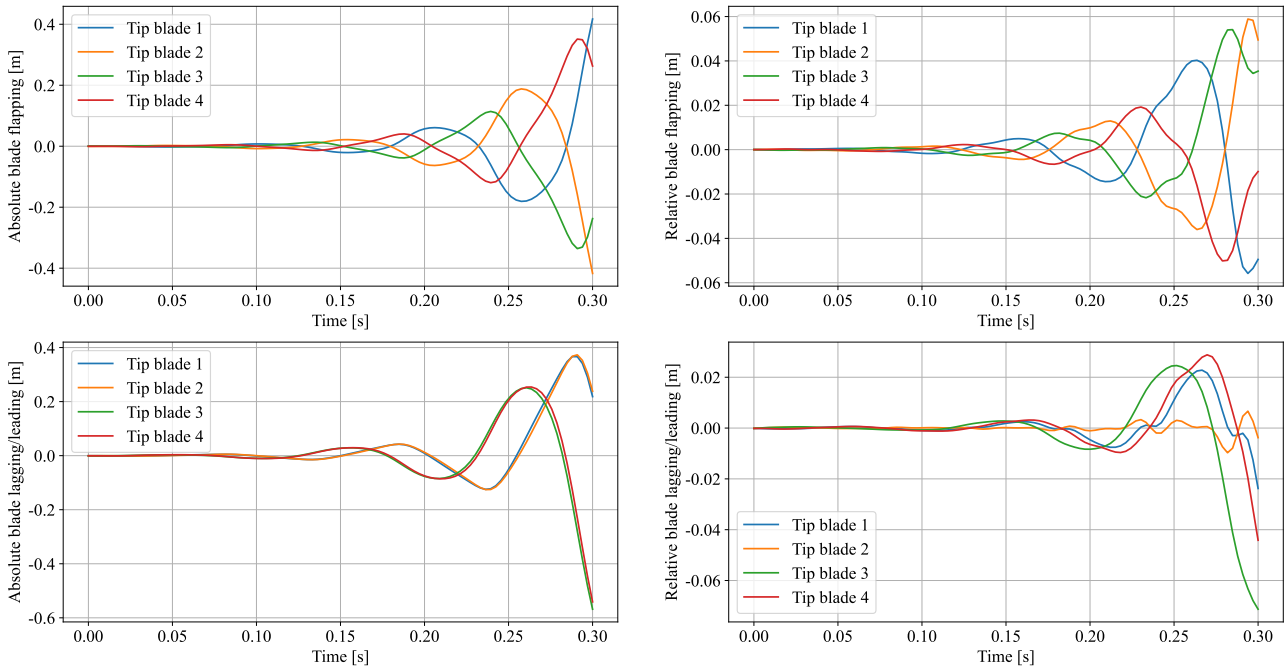 Absolute blade flapping [m]
0.4
0.2
0.0
-0.2
-0.4
Tip blade 1
Tip blade 2
Tip blade 3
Tip blade 4
0.00 0.05 0.10 0.15 0.20 0.25 0.30
Time [s]
Relative blade flapping [m]
0.06
0.04
0.02
0.00
-0.02
-0.04
-0.06
Tip blade 1
Tip blade 2
Tip blade 3
Tip blade 4
0.00 0.05 0.10 0.15 0.20 0.25 0.30
Time [s]
Absolute blade lagging/leading [m]
0.4
0.2
0.0
-0.2
-0.4
-0.6
Tip blade 1
Tip blade 2
Tip blade 3
Tip blade 4
0.00 0.05 0.10 0.15 0.20 0.25 0.30
Time [s]
Relative blade lagging/leading [m]
0.02
0.00
-0.02
-0.04
-0.06
Tip blade 1
Tip blade 2
Tip blade 3
Tip blade 4
0.00 0.05 0.10 0.15 0.20 0.25 0.30
Time [s]